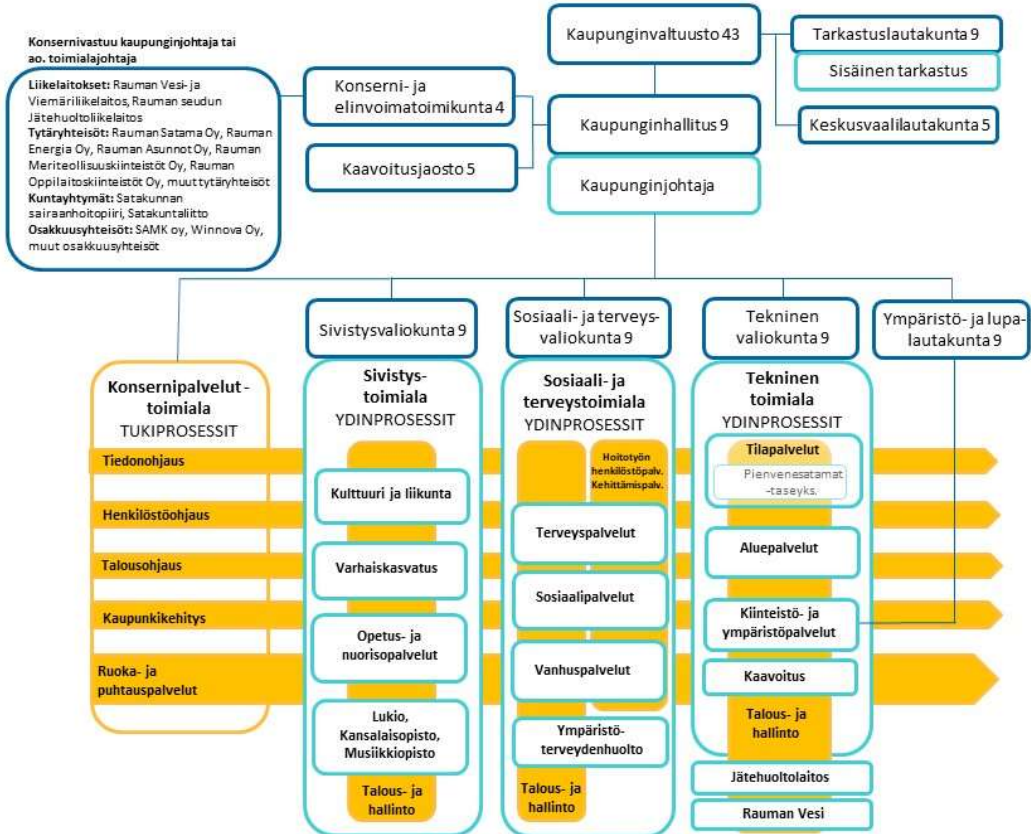 Konsernivastuu kaupunginjohtaja tai
ao. toimialajohtaja
Liikelaitokset: Rauman Vesi- ja
Viemäriliikelaitos, Rauman seudun
Jätehuoltoliikelaitos
Tytäryhteisöt: Rauman Satama Oy, Rauman
Energia Oy, Rauman Asunnot Oy, Rauman
Meriteollisuuskiinteistöt Oy, Rauman
Oppilaitoskiinteistöt Oy, muut tytäryhteisöt
Kuntayhtymät: Satakunnan
sairaanhoitopiiri, Satakuntaliitto
Osakkuusyhteisöt: SAMK oy, Winnova Oy,
muut osakkuusyhteisöt
Konserni- ja
elinvoimatoimikunta 4
Kaavoitusjaosto 5
Kaupunginvaltuusto 43
Kaupunginhallitus 9
Kaupunginjohtaja
Tarkastuslautakunta 9
Sisäinen tarkastus
Keskusvaalilautakunta 5
Sivistysvaliokunta 9
Sosiaali- ja terveys-
valiokunta 9
Tekninen
valiokunta 9
Ympäristö- ja lupa-
lautakunta 9
Konsernipalvelut -
toimiala
TUKIPROSESSIT
Tiedonohjaus
Henkilöstöohjaus
Talousohjaus
Kaupunkikehitys
Ruoka- ja
puhtauspalvelut
Sivistys-
toimiala
YDINPROSESSIT
Kulttuuri ja liikunta
Varhaiskasvatus
Opetus- ja
nuorisopalvelut
Lukio,
Kansalaisopisto,
Musiikkiopisto
Talous- ja
hallinto
Sosiaali- ja
terveystoimiala
YDINPROSESSIT
Hoitotyön
henkilöstöpalv.
Kehittämispalv.
Terveyspalvelut
Sosiaalipalvelut
Vanhuspalvelut
Ympäristö-
terveydenhuolto
Talous- ja
hallinto
Tekninen
toimiala
YDINPROSESSIT
Tilapalvelut
Pienvenesatamat
-taseyks.
Aluepalvelut
Kiinteistö- ja
ympäristöpalvelut
Kaavoitus
Talous- ja
hallinto
Jätehuoltolaitos
Rauman Vesi